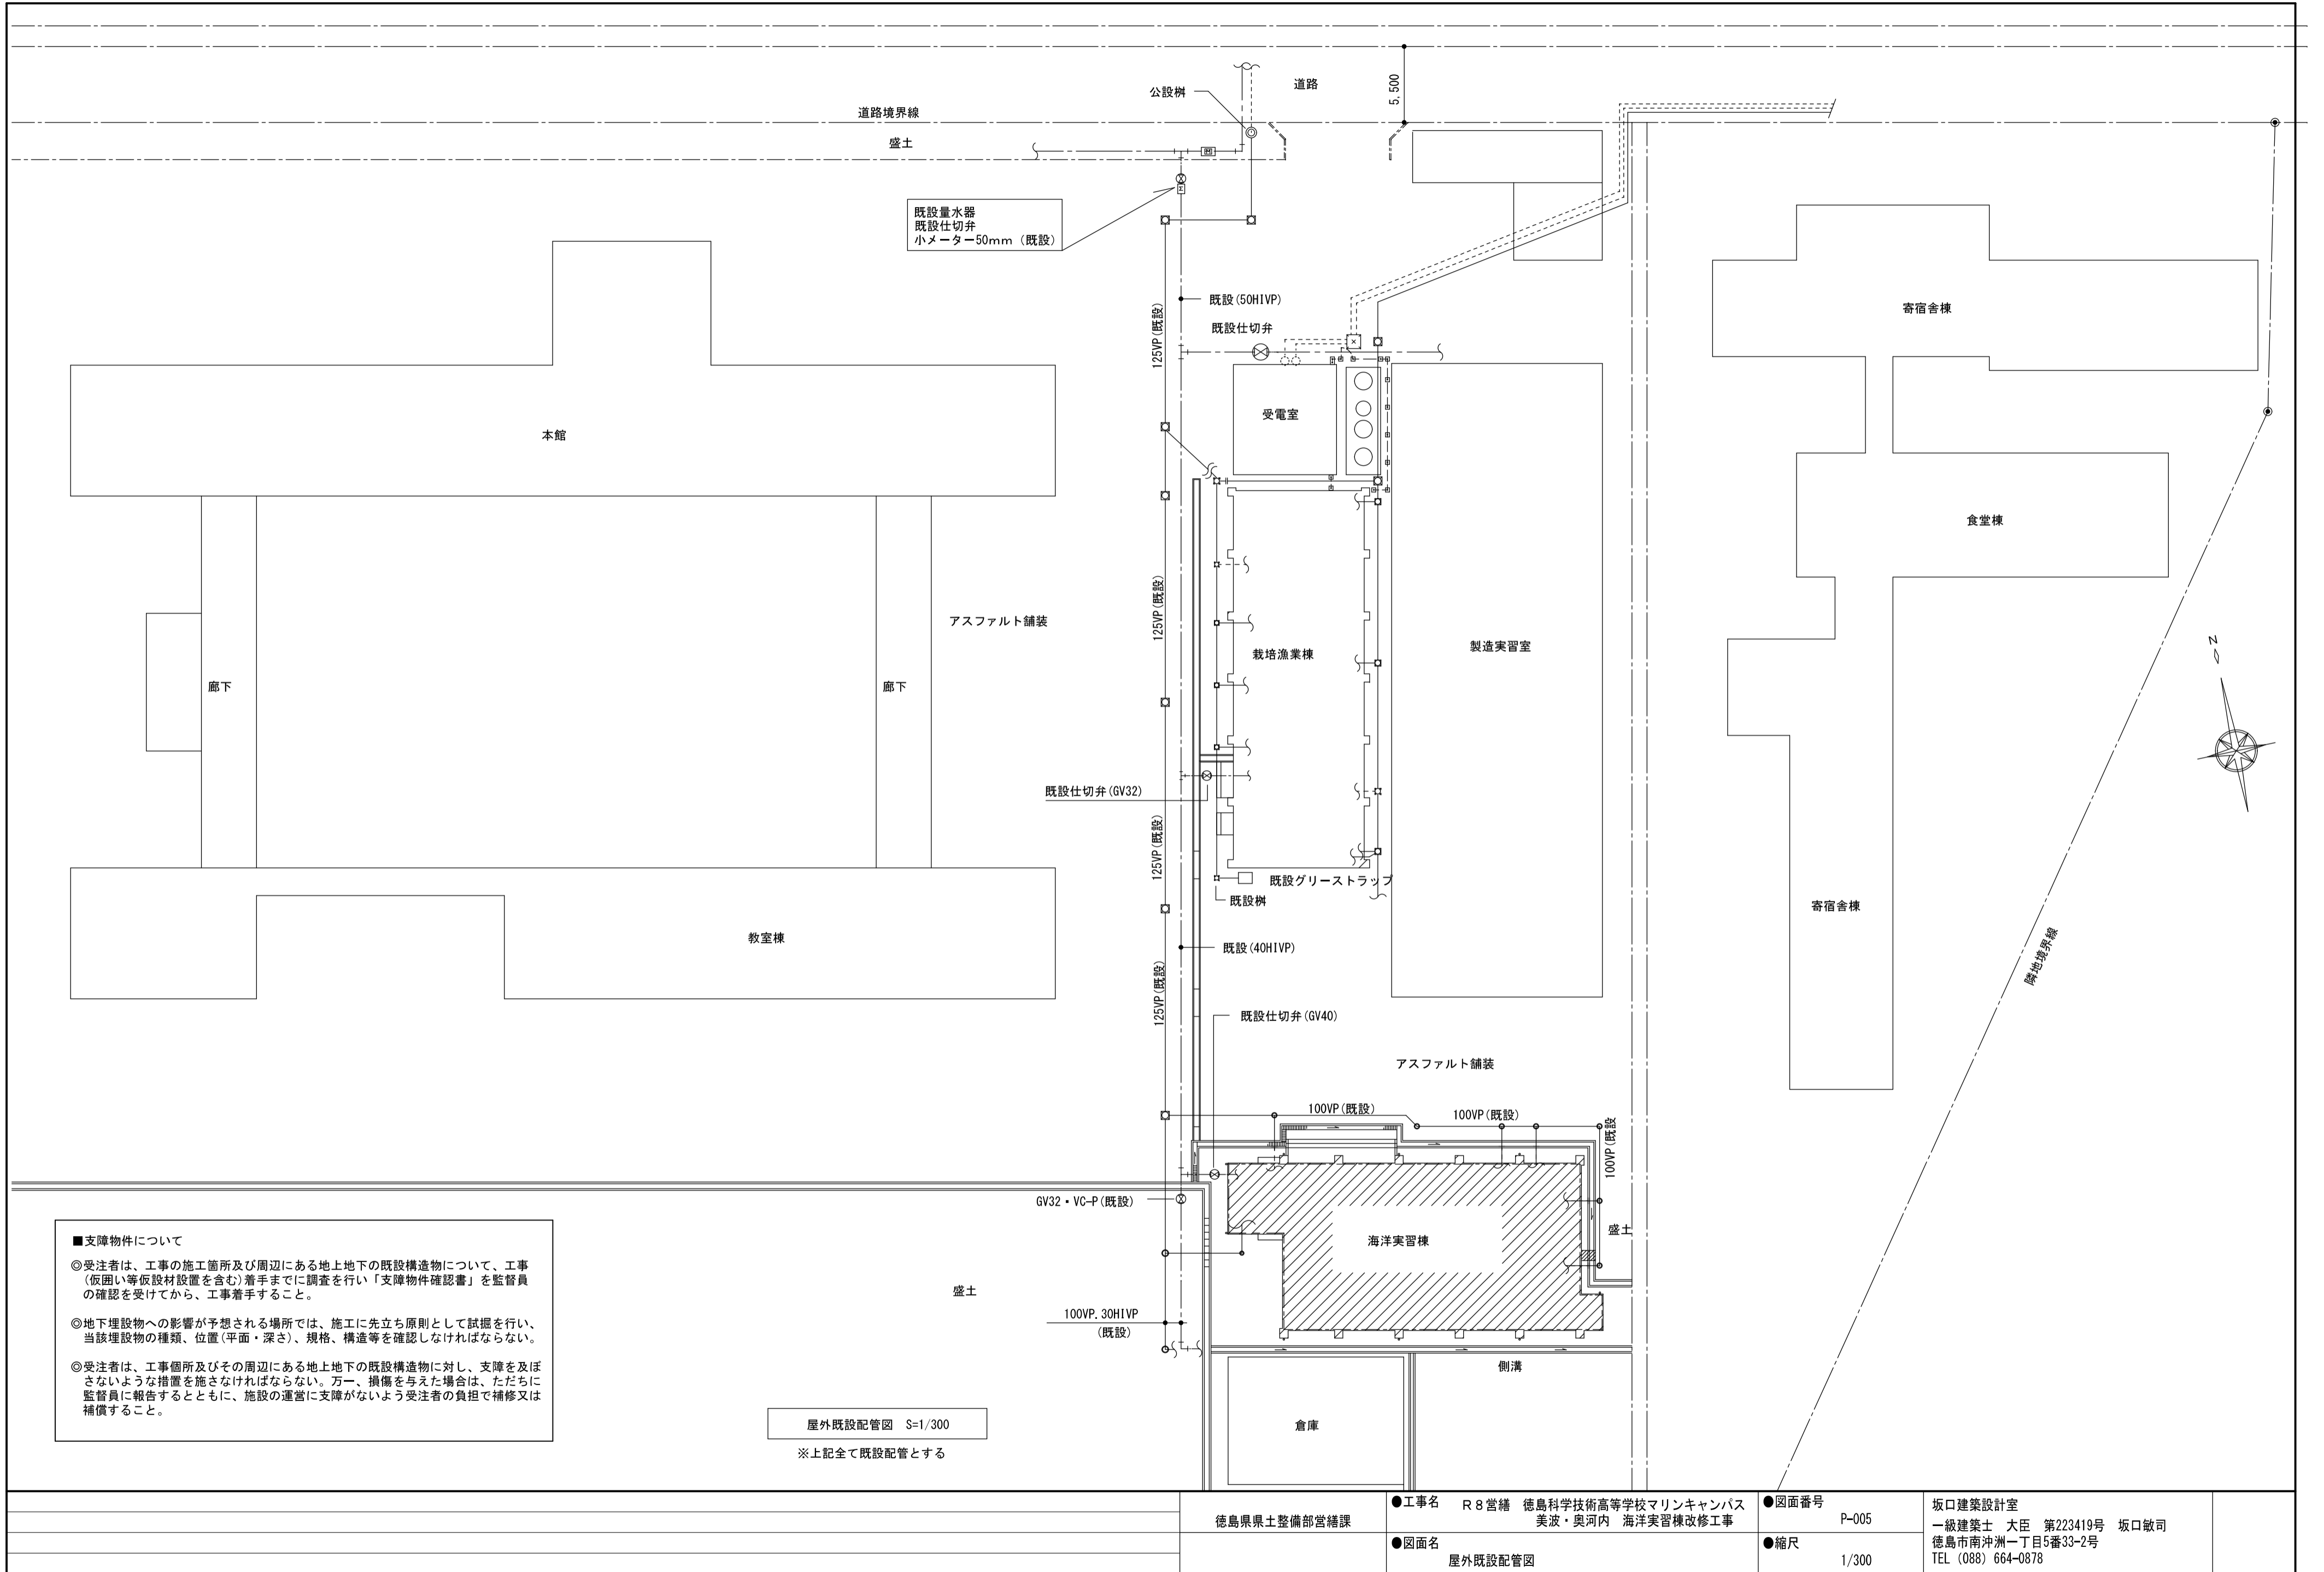 道路
5,500
公設桝
道路境界線
盛土
既設量水器
既設仕切弁
小メーター50mm（既設）
125VP(既設)
既設(50HIVP)
既設仕切弁
受電室
本館
寄宿舎棟
食堂棟
アスファルト舗装
125VP(既設)
栽培漁業棟
製造実習室
廊下
廊下
N
既設仕切弁(GV32)
125VP(既設)
既設グリーストラップ
既設桝
寄宿舎棟
教室棟
既設(40HIVP)
隣地境界線
125VP(既設)
既設仕切弁(GV40)
アスファルト舗装
100VP(既設)
100VP(既設)
100VP(既設
GV32・VC-P(既設)
盛土
海洋実習棟
盛土
100VP.30HIVP
(既設)
側溝
倉庫
■支障物件について
◎受注者は、工事の施工箇所及び周辺にある地上地下の既設構造物について、工事
(仮囲い等仮設材設置を含む)着手までに調査を行い「支障物件確認書」を監督員
の確認を受けてから、工事着手すること。
◎地下埋設物への影響が予想される場所では、施工に先立ち原則として試掘を行い、
当該埋設物の種類、位置(平面・深さ)、規格、構造等を確認しなければならない。
◎受注者は、工事個所及びその周辺にある地上地下の既設構造物に対し、支障を及ぼ
さないような措置を施さなければならない。万一、損傷を与えた場合は、ただちに
監督員に報告するとともに、施設の運営に支障がないよう受注者の負担で補修又は
補償すること。
屋外既設配管図　S=1/300
※上記全て既設配管とする
徳島県県土整備部営繕課
●工事名　R８営繕　徳島科学技術高等学校マリンキャンパス
美波・奥河内　海洋実習棟改修工事
●図面名
屋外既設配管図
●図面番号
P-005
●縮尺
1/300
坂口建築設計室
一級建築士　大臣　第223419号　坂口敏司
徳島市南沖洲一丁目5番33-2号
TEL（088）664-0878